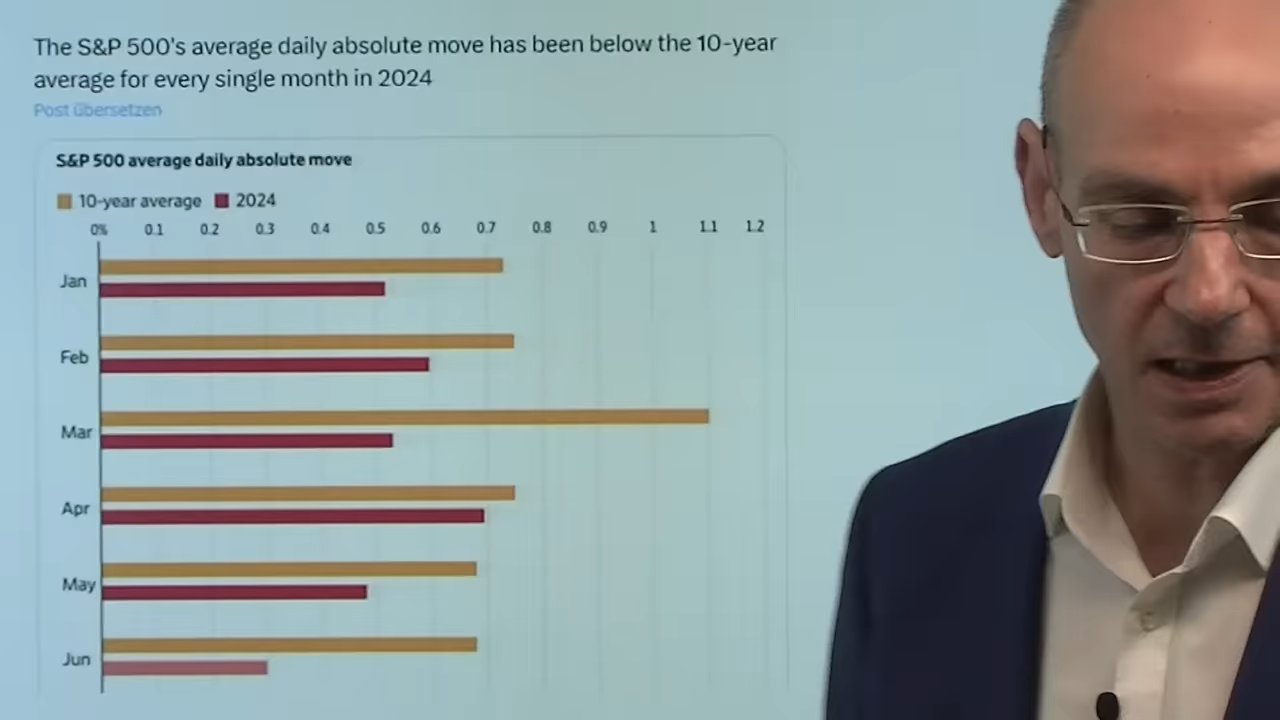 The S&P 500's average daily absolute move has been below the 10-year
average for every single month in 2024
Post übersetzen
S&P 500 average daily absolute move
10-year average 2024
0% 0.1 0.2 0.3 0.4 0.5 0.6 0.7 0.8 0.9 1 1.1 1.2
Jan
Feb
Mar
Apr
May
Jun